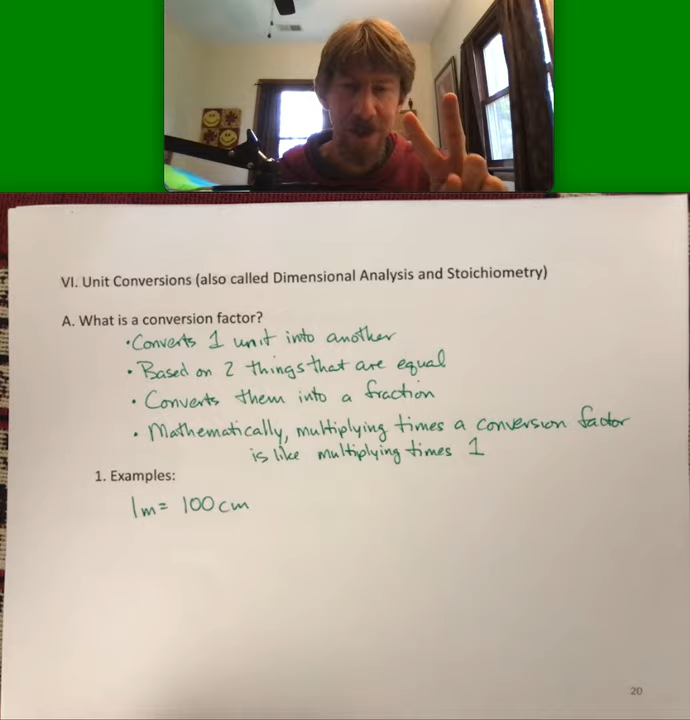 VI. Unit Conversions (also called Dimensional Analysis and Stoichiometry)
A. What is a conversion factor?
• Converts 1 unit into another
• Based on 2 things that are equal
• Converts them into a fraction
• Mathematically, multiplying times a conversion factor
is like multiplying times 1
1. Examples:
1m = 100cm
20